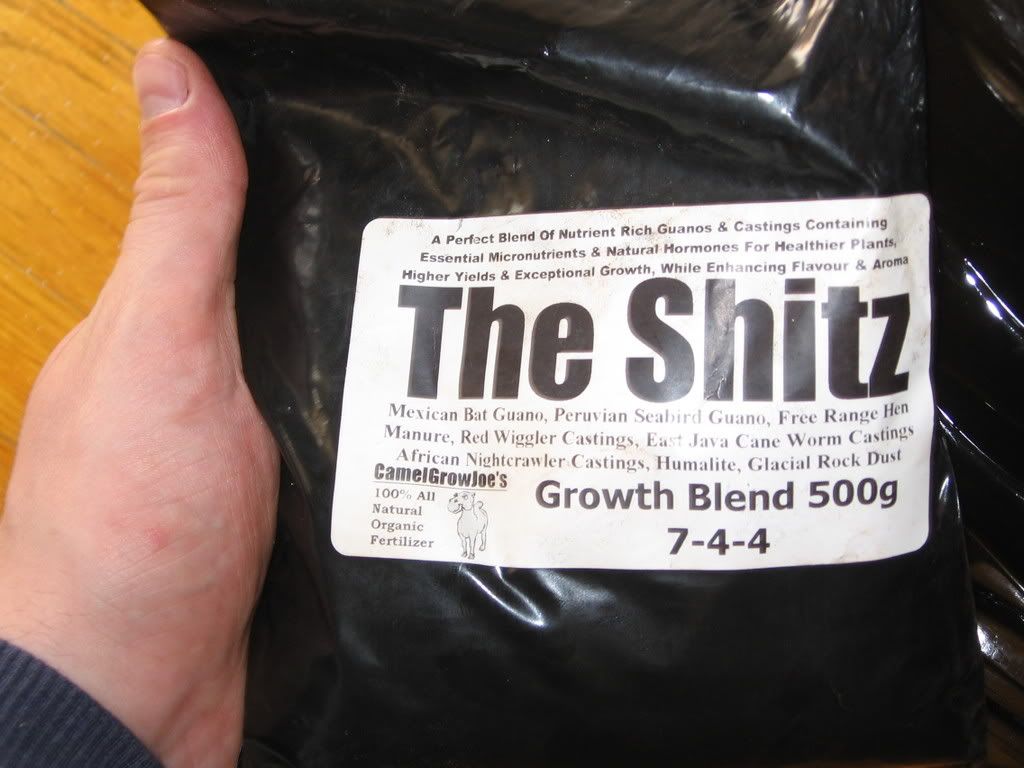 A Perfect Blend Of Nutrient Rich Guanos & Castings Containing
Essential Micronutrients & Natural Hormones For Healthier Plants,
Higher Yields & Exceptional Growth, While Enhancing Flavour & Aroma
The Shitz
Mexican Bat Guano, Peruvian Seabird Guano, Free Range Hen
Manure, Red Wiggler Castings, East Java Cane Worm Castings
African Nightcrawler Castings, Humalite, Glacial Rock Dust
CamelGrowJoe's
100% All
Natural
Organic
Fertilizer
Growth Blend 500g
7-4-4